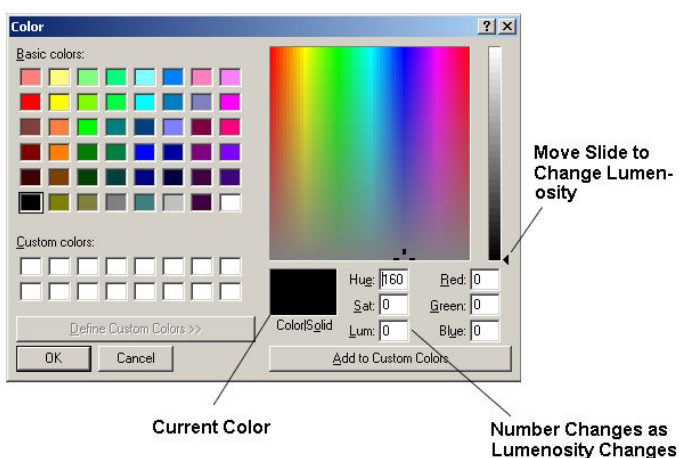 Color
Basic colors:
Move Slide to
Change Lumen-
osity
Custom colors:
Hue: 160 Red: 0
Sat: 0 Green: 0
Color|Solid Lum: 0 Blue: 0
Define Custom Colors >>
OK Cancel Add to Custom Colors
Current Color
Number Changes as
Lumenosity Changes